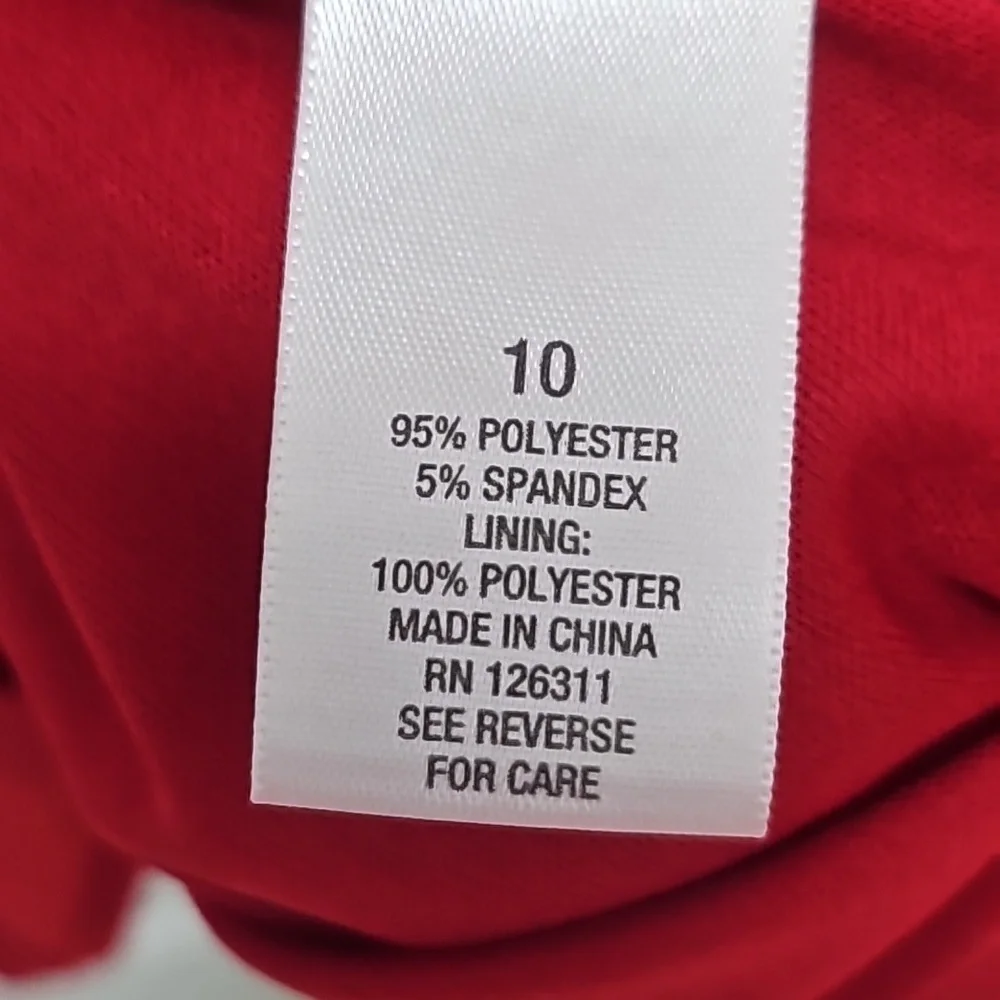 10
95% POLYESTER
5% SPANDEX
LINING:
100% POLYESTER
MADE IN CHINA
RN 126311
SEE REVERSE
FOR CARE